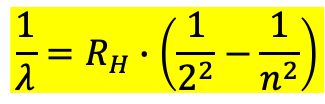 1/λ = R_H · (1/2² − 1/n²)